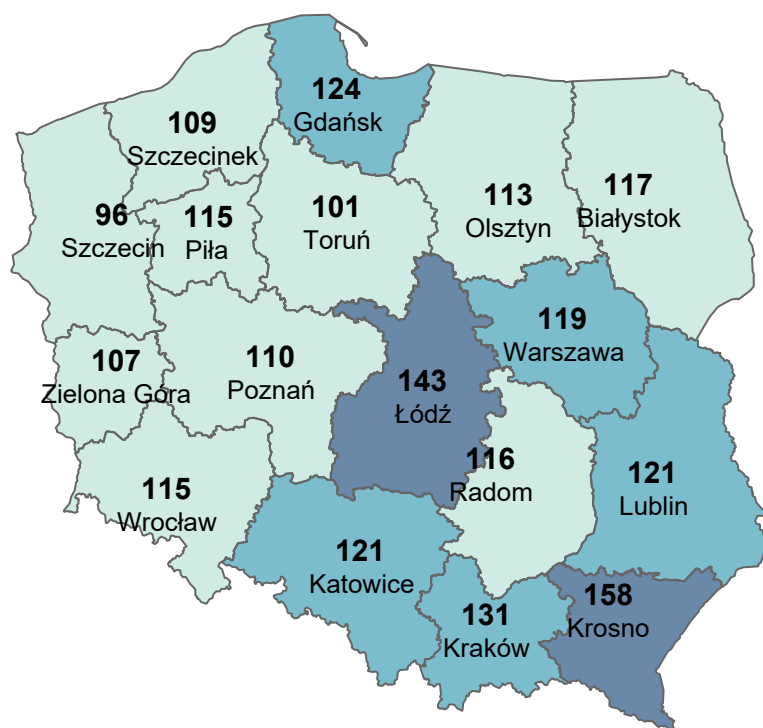 124
Gdańsk
109
Szczecinek
113
Olsztyn
117
Białystok
96
Szczecin
115
Piła
101
Toruń
119
Warszawa
107
Zielona Góra
110
Poznań
143
Łódź
116
Radom
121
Lublin
115
Wrocław
121
Katowice
131
Kraków
158
Krosno